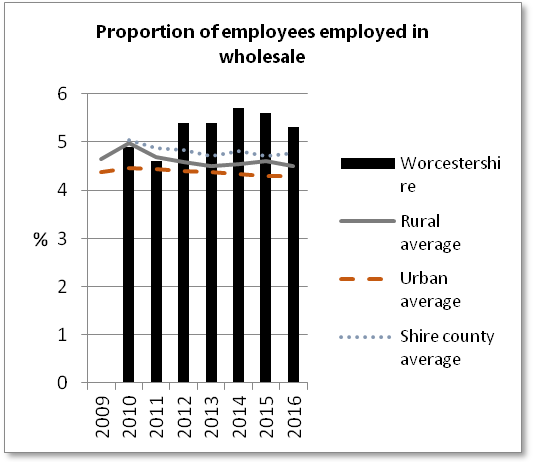 Proportion of employees employed in
wholesale
6
5
4
3
2
1
0
%
2009
2010
2011
2012
2013
2014
2015
2016
Worcestershi
re
Rural
average
Urban
average
Shire county
average